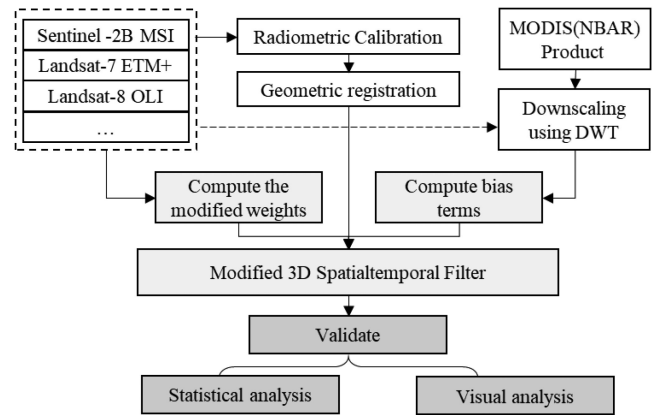 Sentinel -2B MSI
Landsat-7 ETM+
Landsat-8 OLI
…
Radiometric Calibration
Geometric registration
MODIS(NBAR)
Product
Downscaling
using DWT
Compute the
modified weights
Compute bias
terms
Modified 3D Spatialtemporal Filter
Validate
Statistical analysis
Visual analysis